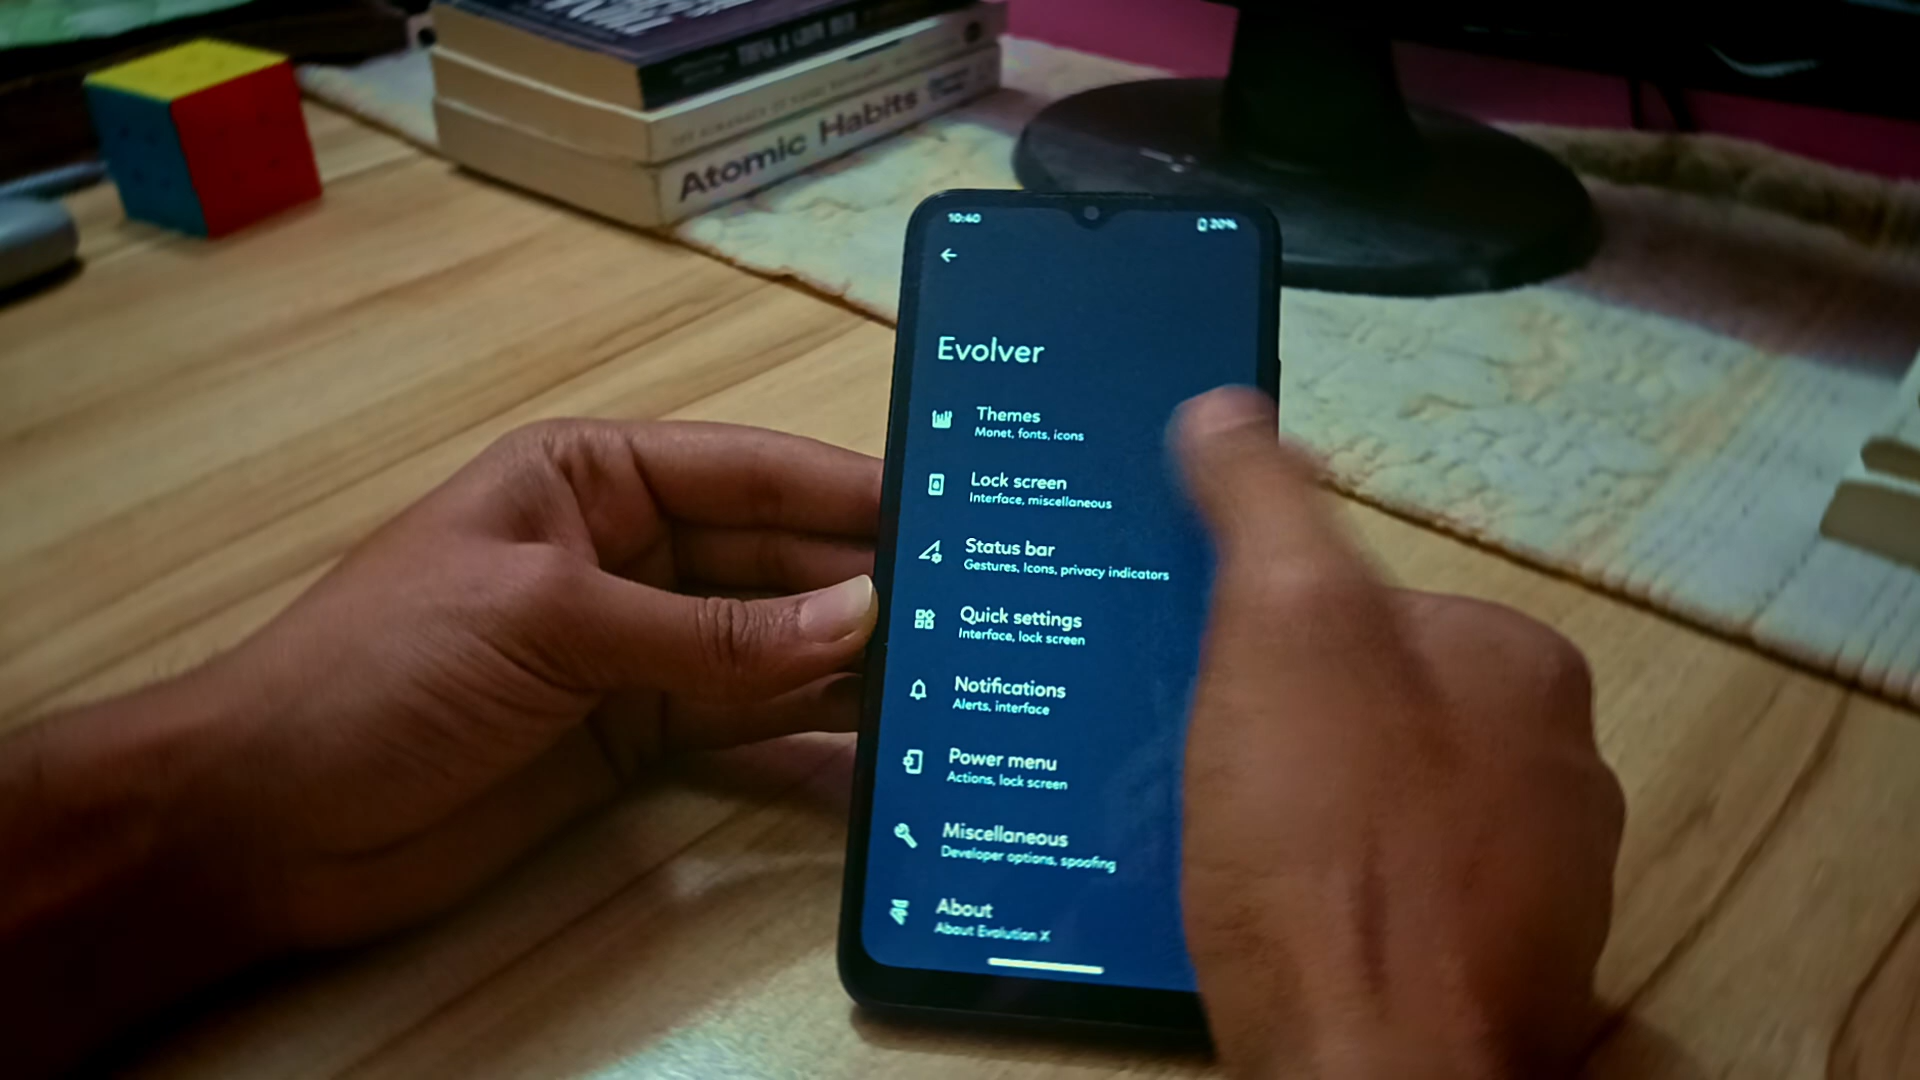 Atomic Habits
10:40
Evolver
Themes
Monet, fonts, icons
Lock screen
Interface, miscellaneous
Status bar
Gestures, Icons, privacy indicators
Quick settings
Interface, lock screen
Notifications
Alerts, interface
Power menu
Actions, lock screen
Miscellaneous
Developer options, spoofing
About
About Evolution X